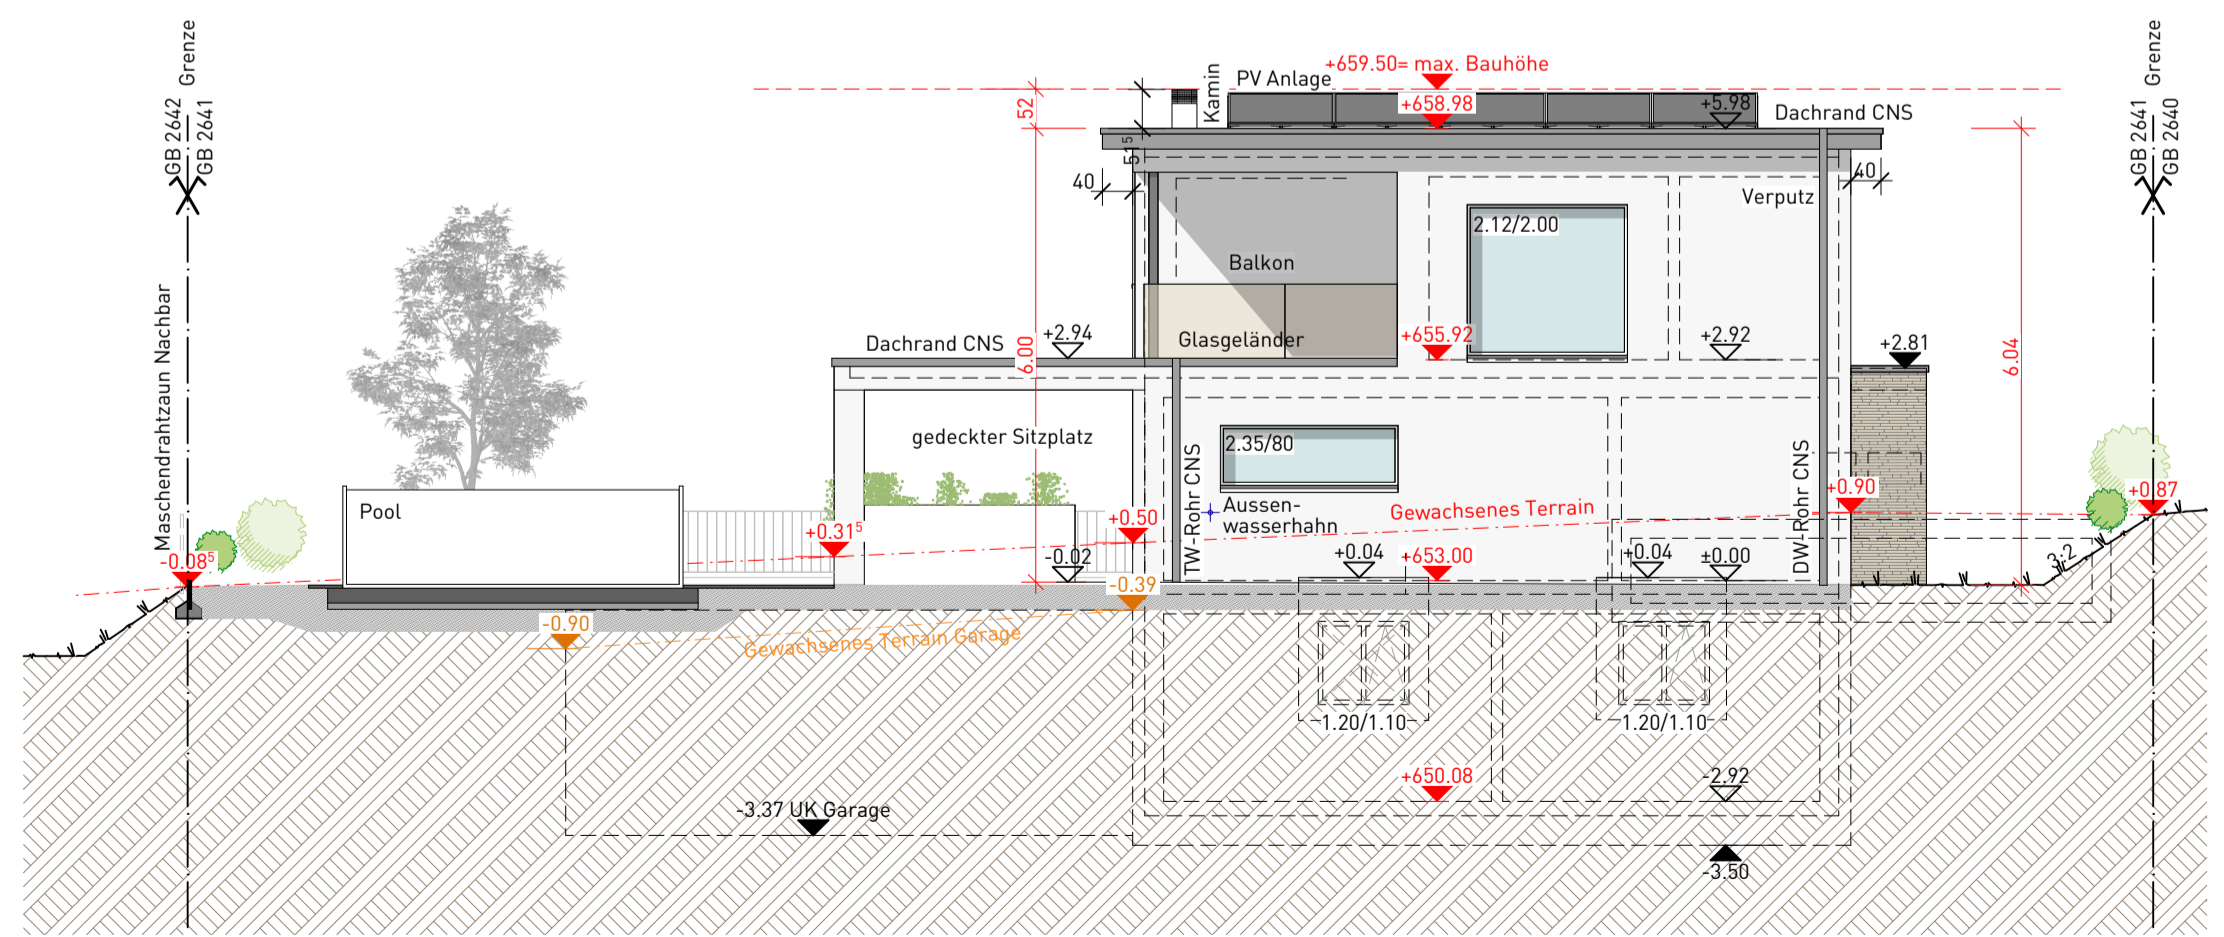 Grenze
GB 2642
GB 2641
Maschendrahtzaun Nachbar
-0.08⁵
Pool
+659.50= max. Bauhöhe
Kamin
PV Anlage
+658.98
+5.98
Dachrand CNS
52
51⁵
40
40
Verputz
2.12/2.00
Balkon
Glasgeländer
+655.92
+2.92
Dachrand CNS
+2.94
6.00
6.04
+2.81
gedeckter Sitzplatz
2.35/80
TW-Rohr CNS
DW-Rohr CNS
Aussen-
wasserhahn
Gewachsenes Terrain
+0.31⁵
+0.50
-0.02
-0.39
+0.04
+653.00
+0.04
±0.00
+0.90
+0.87
3:2
Grenze
GB 2641
GB 2640
-0.90
Gewachsenes Terrain Garage
1.20/1.10
1.20/1.10
+650.08
-2.92
-3.37 UK Garage
-3.50